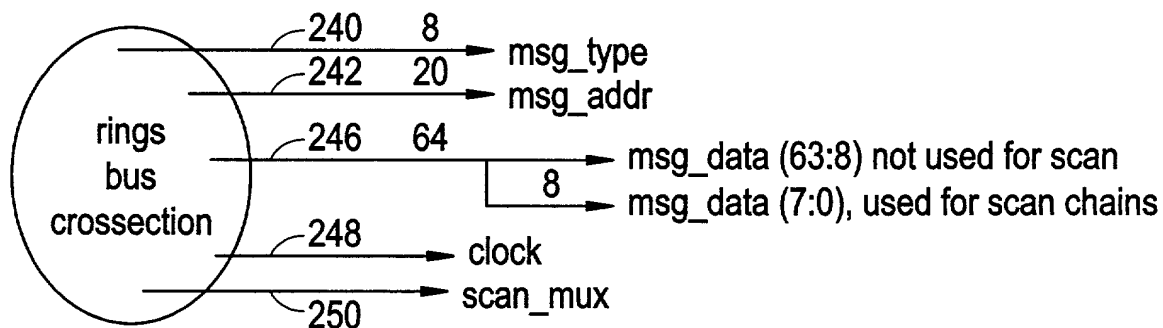 240 8 msg_type
242 20 msg_addr
rings
bus
crossection
246 64
msg_data (63:8) not used for scan
8
msg_data (7:0), used for scan chains
248 clock
250 scan_mux